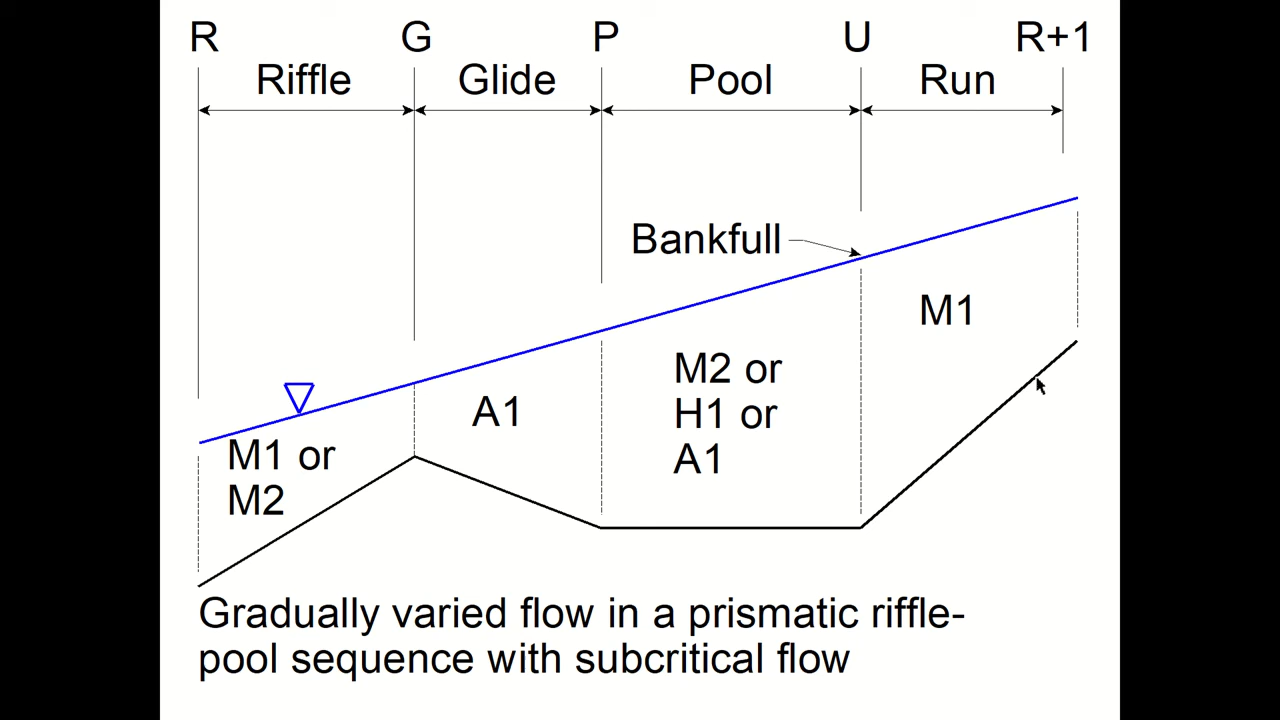 R G P U R+1
Riffle Glide Pool Run
Bankfull
M1
M2 or
H1 or
A1
A1
M1 or
M2
Gradually varied flow in a prismatic riffle-
pool sequence with subcritical flow